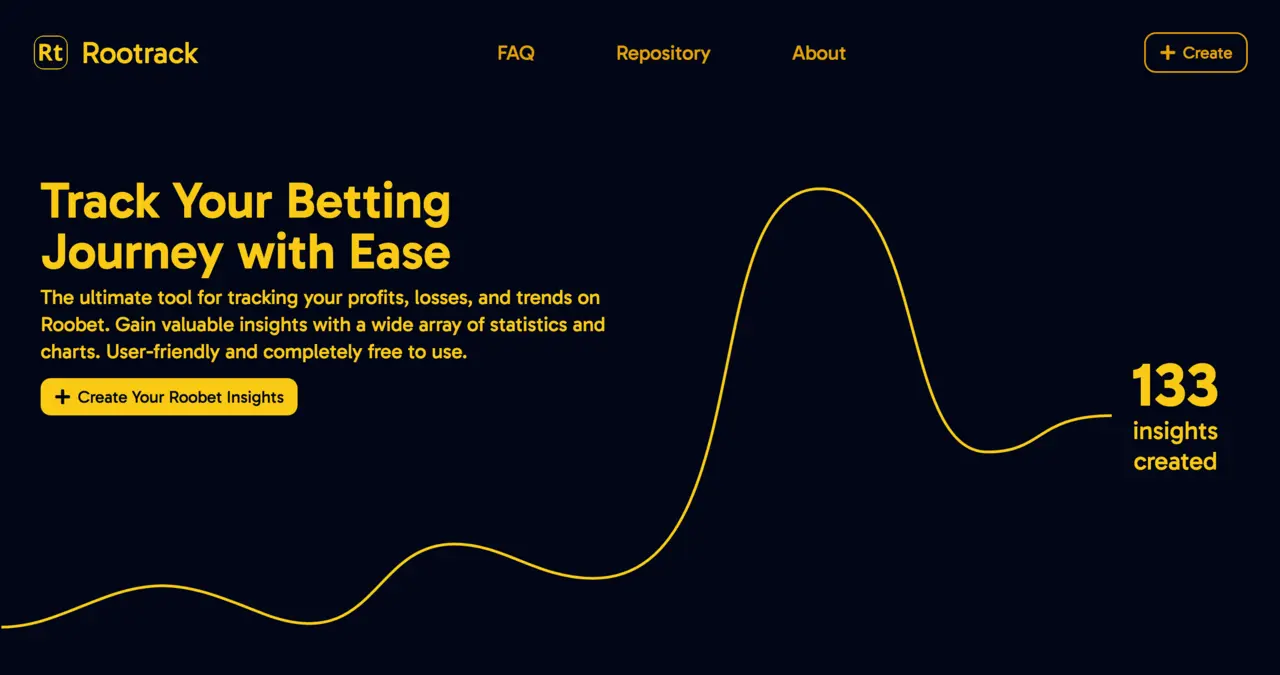 Rt Rootrack FAQ Repository About + Create
Track Your Betting
Journey with Ease
The ultimate tool for tracking your profits, losses, and trends on
Roobet. Gain valuable insights with a wide array of statistics and
charts. User-friendly and completely free to use.
+ Create Your Roobet Insights
133
insights
created